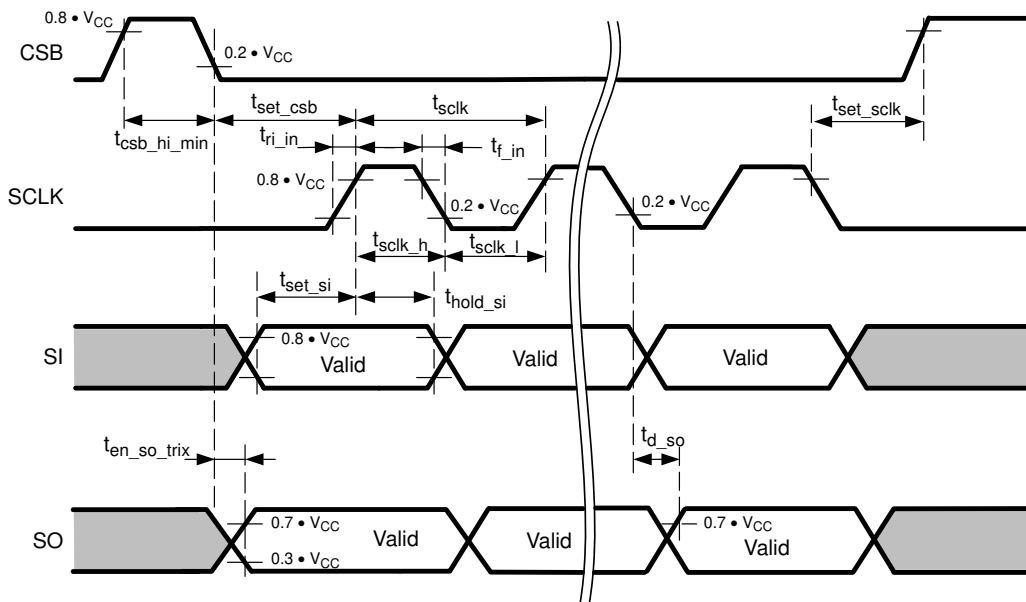 0.8 • VCC
CSB
0.2 • VCC
tcsb_hi_min
tset_csb
tsclk
tset_sclk
tri_in
tf_in
SCLK
0.8 • VCC
0.2 • VCC
0.2 • VCC
tsclk_h
tsclk_l
tset_si
thold_si
SI
0.8 • VCC
Valid
Valid
Valid
ten_so_trix
td_so
SO
0.7 • VCC
0.3 • VCC
Valid
Valid
0.7 • VCC
Valid